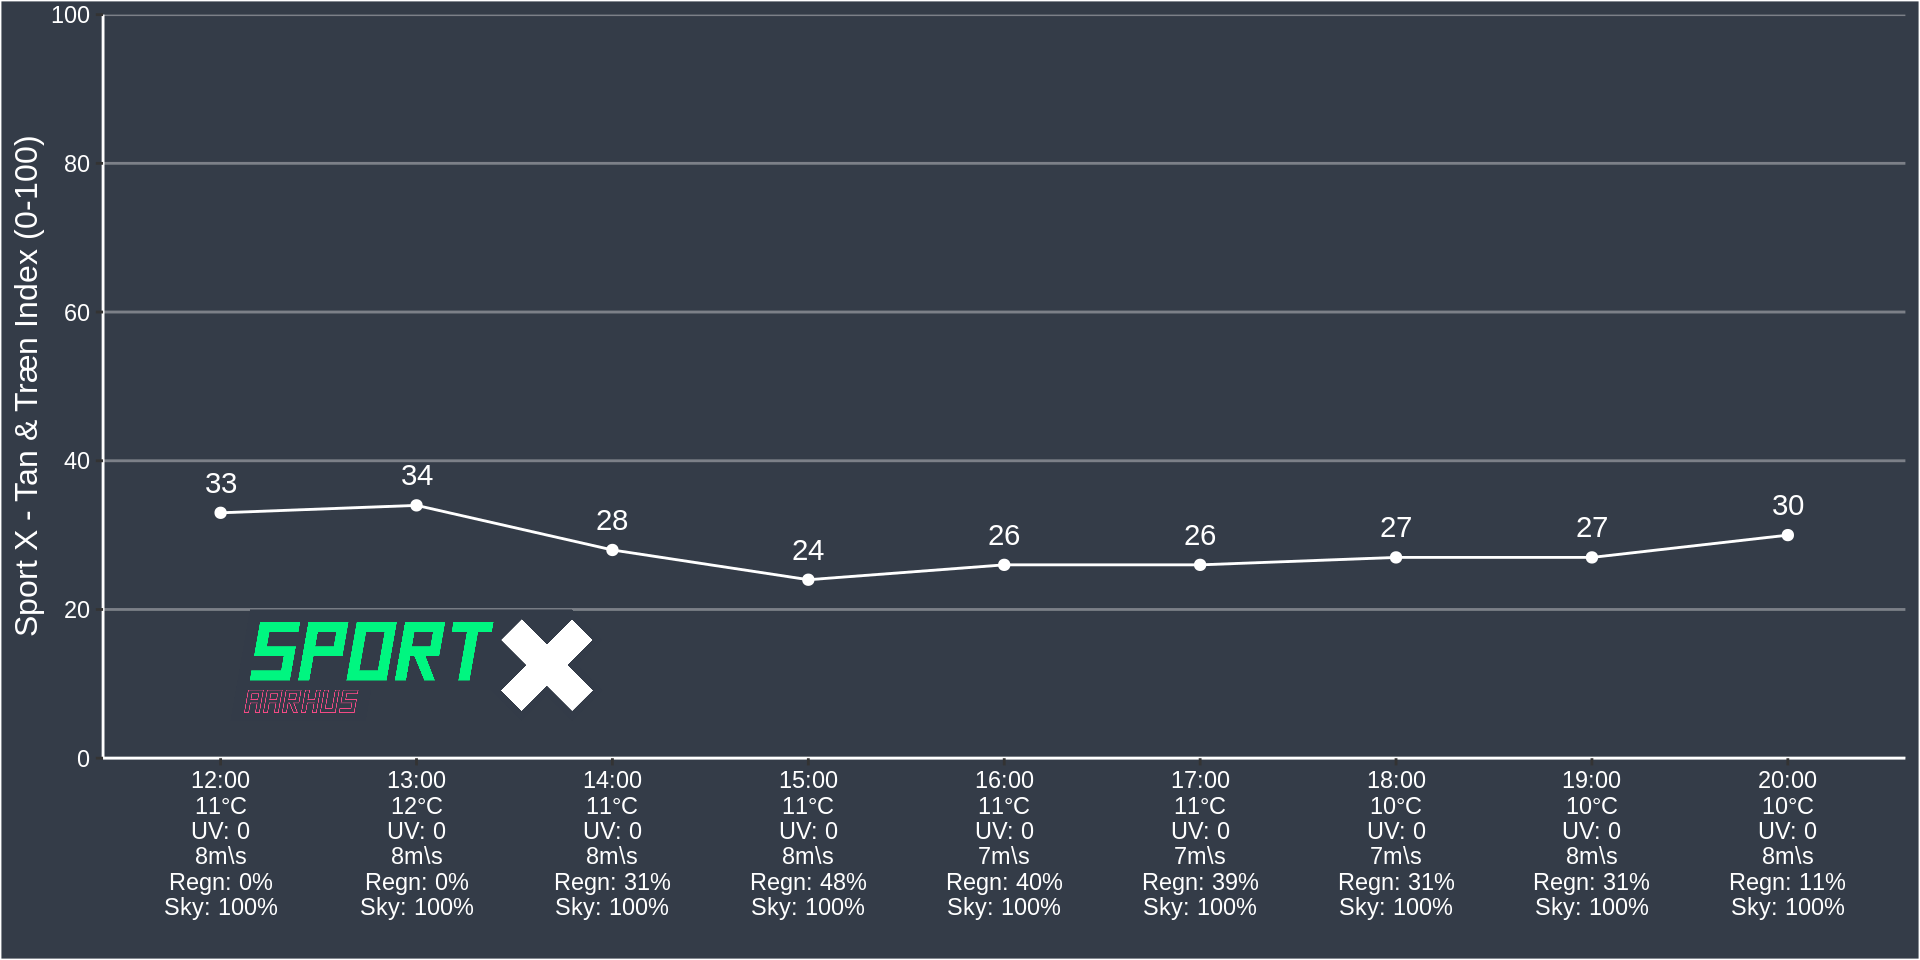 Sport X - Tan & Træn Index (0-100)
100
80
60
40
20
0
33
34
28
24
26
26
27
27
30
SPORT X
AARHUS
12:00
11°C
UV: 0
8m\s
Regn: 0%
Sky: 100%
13:00
12°C
UV: 0
8m\s
Regn: 0%
Sky: 100%
14:00
11°C
UV: 0
8m\s
Regn: 31%
Sky: 100%
15:00
11°C
UV: 0
8m\s
Regn: 48%
Sky: 100%
16:00
11°C
UV: 0
7m\s
Regn: 40%
Sky: 100%
17:00
11°C
UV: 0
7m\s
Regn: 39%
Sky: 100%
18:00
10°C
UV: 0
7m\s
Regn: 31%
Sky: 100%
19:00
10°C
UV: 0
8m\s
Regn: 31%
Sky: 100%
20:00
10°C
UV: 0
8m\s
Regn: 11%
Sky: 100%